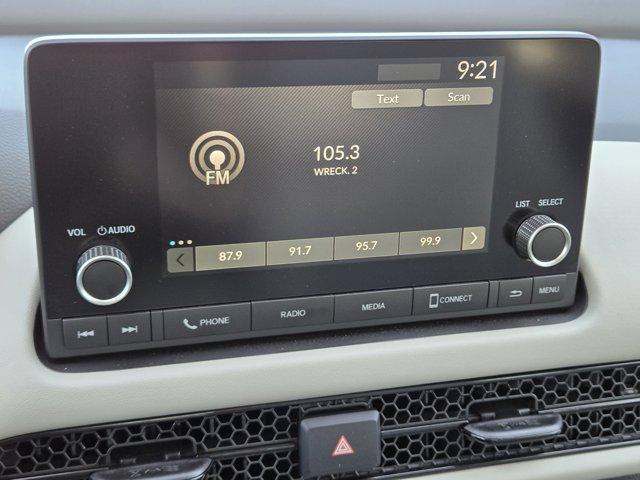 9:21
Text Scan
FM
105.3
WRECK. 2
VOL AUDIO
LIST SELECT
87.9 91.7 95.7 99.9
PHONE RADIO MEDIA CONNECT MENU